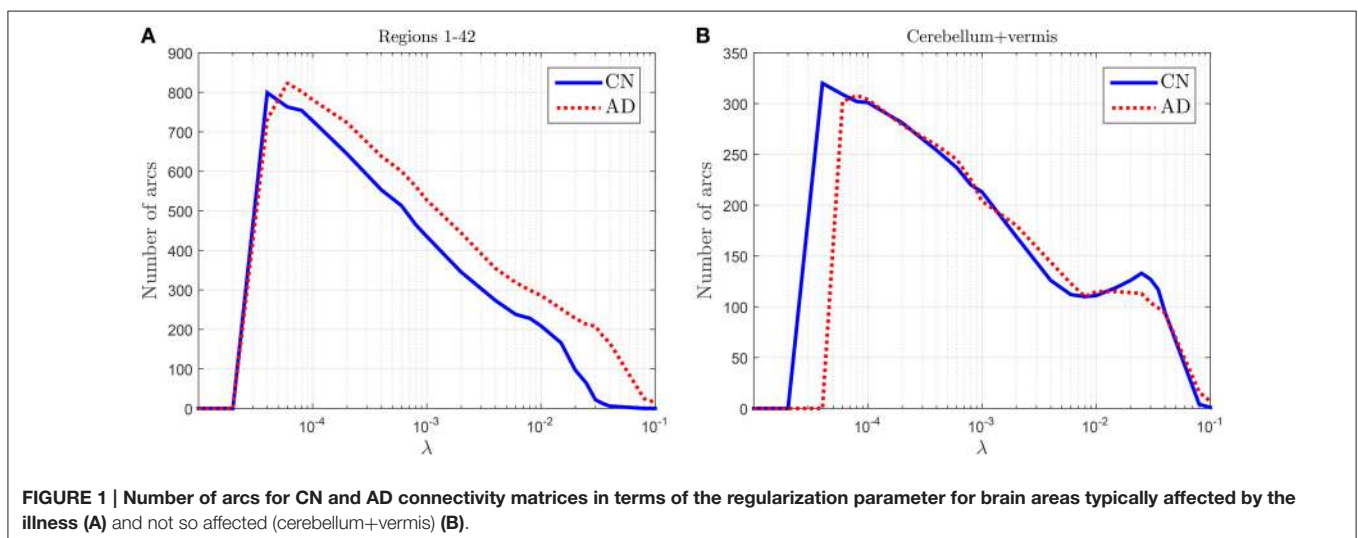 A
Regions 1-42
900
800
700
600
500
400
300
200
100
0
Number of arcs
CN
AD
10-4
10-3
10-2
10-1
λ
B
Cerebellum+vermis
350
300
250
200
150
100
50
0
Number of arcs
CN
AD
10-4
10-3
10-2
10-1
λ
FIGURE 1 | Number of arcs for CN and AD connectivity matrices in terms of the regularization parameter for brain areas typically affected by the
illness (A) and not so affected (cerebellum+vermis) (B).